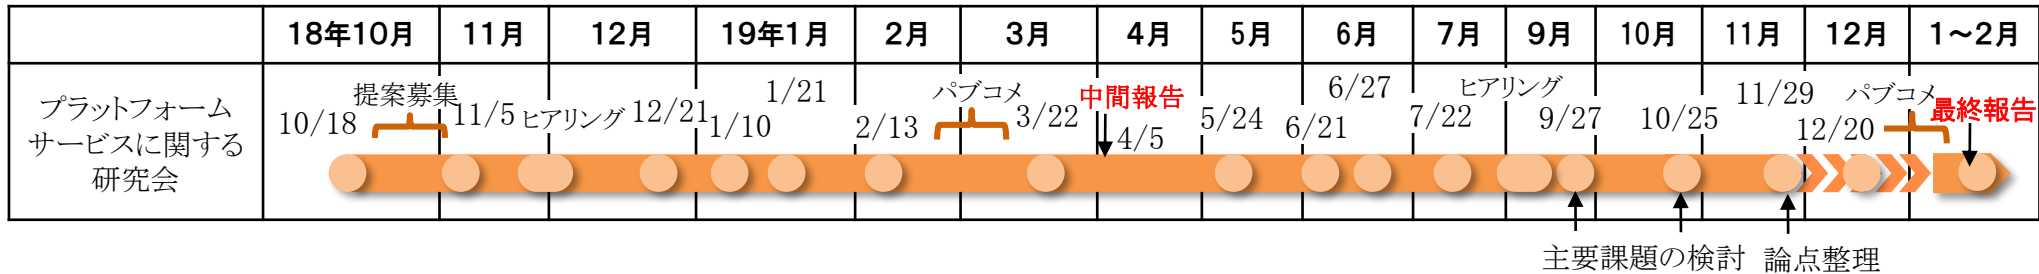 18年10月 11月 12月 19年1月 2月 3月 4月 5月 6月 7月 9月 10月 11月 12月 1～2月
プラットフォーム
サービスに関する
研究会
10/18
提案募集
11/5
ヒアリング
12/21
1/10
1/21
2/13
パブコメ
3/22
中間報告
4/5
5/24
6/21
6/27
7/22
ヒアリング
9/27
10/25
11/29
12/20
パブコメ
最終報告
主要課題の検討
論点整理